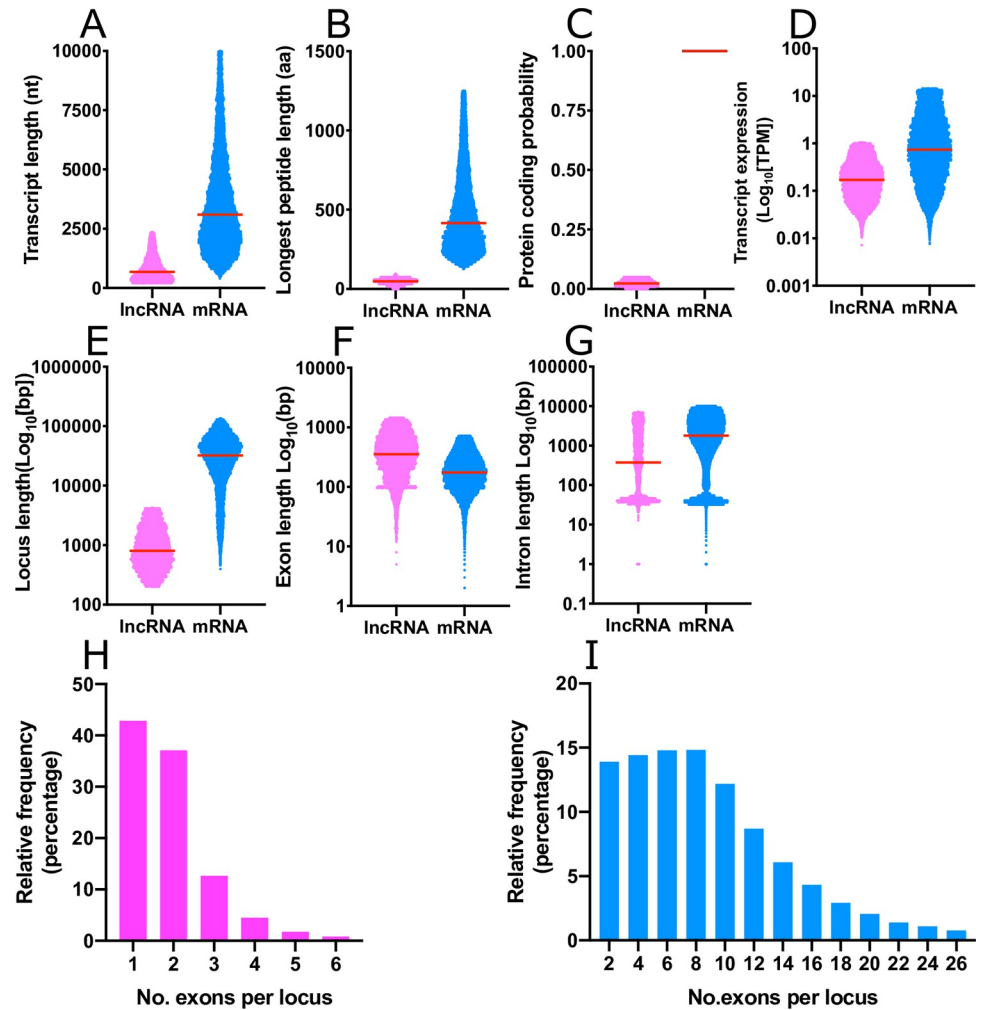 A
Transcript length (nt)
10000
7500
5000
2500
0
lncRNA mRNA
B
Longest peptide length (aa)
1500
1000
500
0
lncRNA mRNA
C
Protein coding probability
1.00
0.75
0.50
0.25
0.00
lncRNA mRNA
D
Transcript expression
(Log10[TPM])
100
10
1
0.1
0.01
0.001
lncRNA mRNA
E
Locus length(Log10[bp])
1000000
100000
10000
1000
100
lncRNA mRNA
F
Exon length Log10(bp)
10000
1000
100
10
1
lncRNA mRNA
G
Intron length Log10(bp)
100000
10000
1000
100
10
1
0.1
lncRNA mRNA
H
Relative frequency
(percentage)
50
40
30
20
10
0
1 2 3 4 5 6
No. exons per locus
I
Relative frequency
(percentage)
20
15
10
5
0
2 4 6 8 10 12 14 16 18 20 22 24 26
No.exons per locus